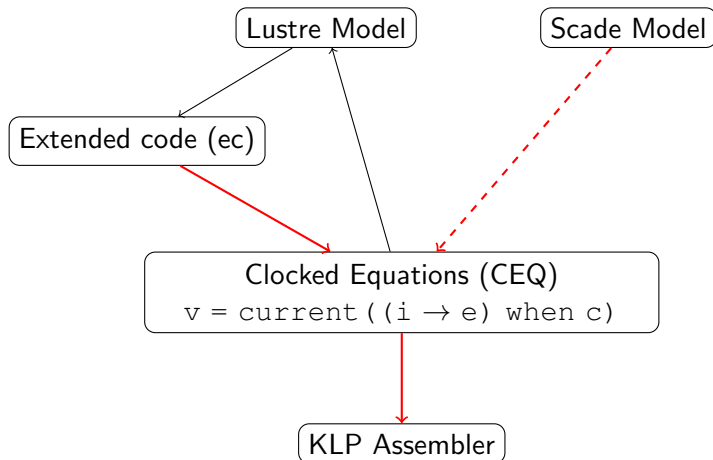 Lustre Model
Scade Model
Extended code (ec)
Clocked Equations (CEQ)
v = current((i → e) when c)
KLP Assembler